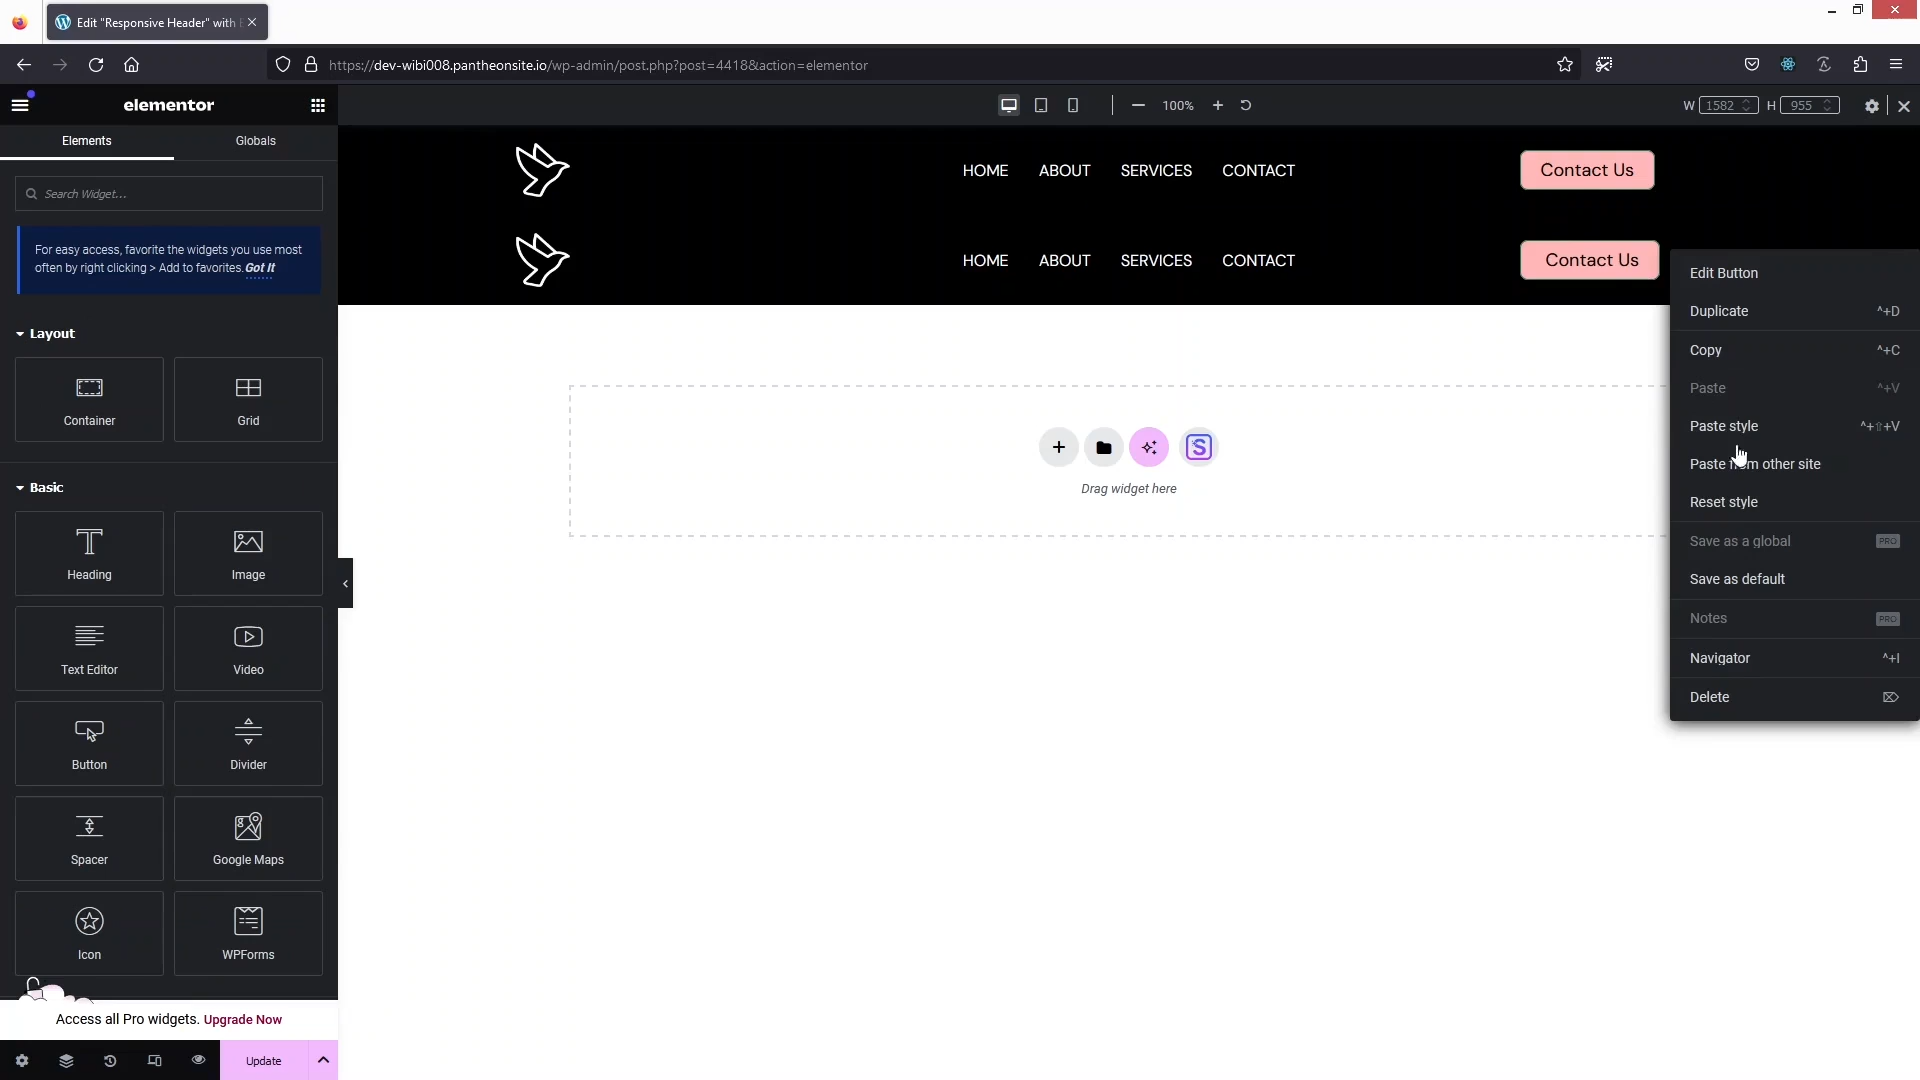 Edit "Responsive Header" with
https://dev-wibi008.pantheonsite.io/wp-admin/post.php?post=4418&action=elementor
elementor
100%
W 1582 H 955
Elements Globals
Search Widget...
For easy access, favorite the widgets you use most
often by right clicking > Add to favorites. Got It
Layout
Container Grid
Basic
Heading Image
Text Editor Video
Button Divider
Spacer Google Maps
Icon WPForms
Access all Pro widgets. Upgrade Now
Update
HOME ABOUT SERVICES CONTACT Contact Us
HOME ABOUT SERVICES CONTACT Contact Us
S
Drag widget here
Edit Button
Duplicate ^+D
Copy ^+C
Paste ^+V
Paste style ^+⇧+V
Paste from other site
Reset style
Save as a global PRO
Save as default
Notes PRO
Navigator ^+I
Delete ⌦